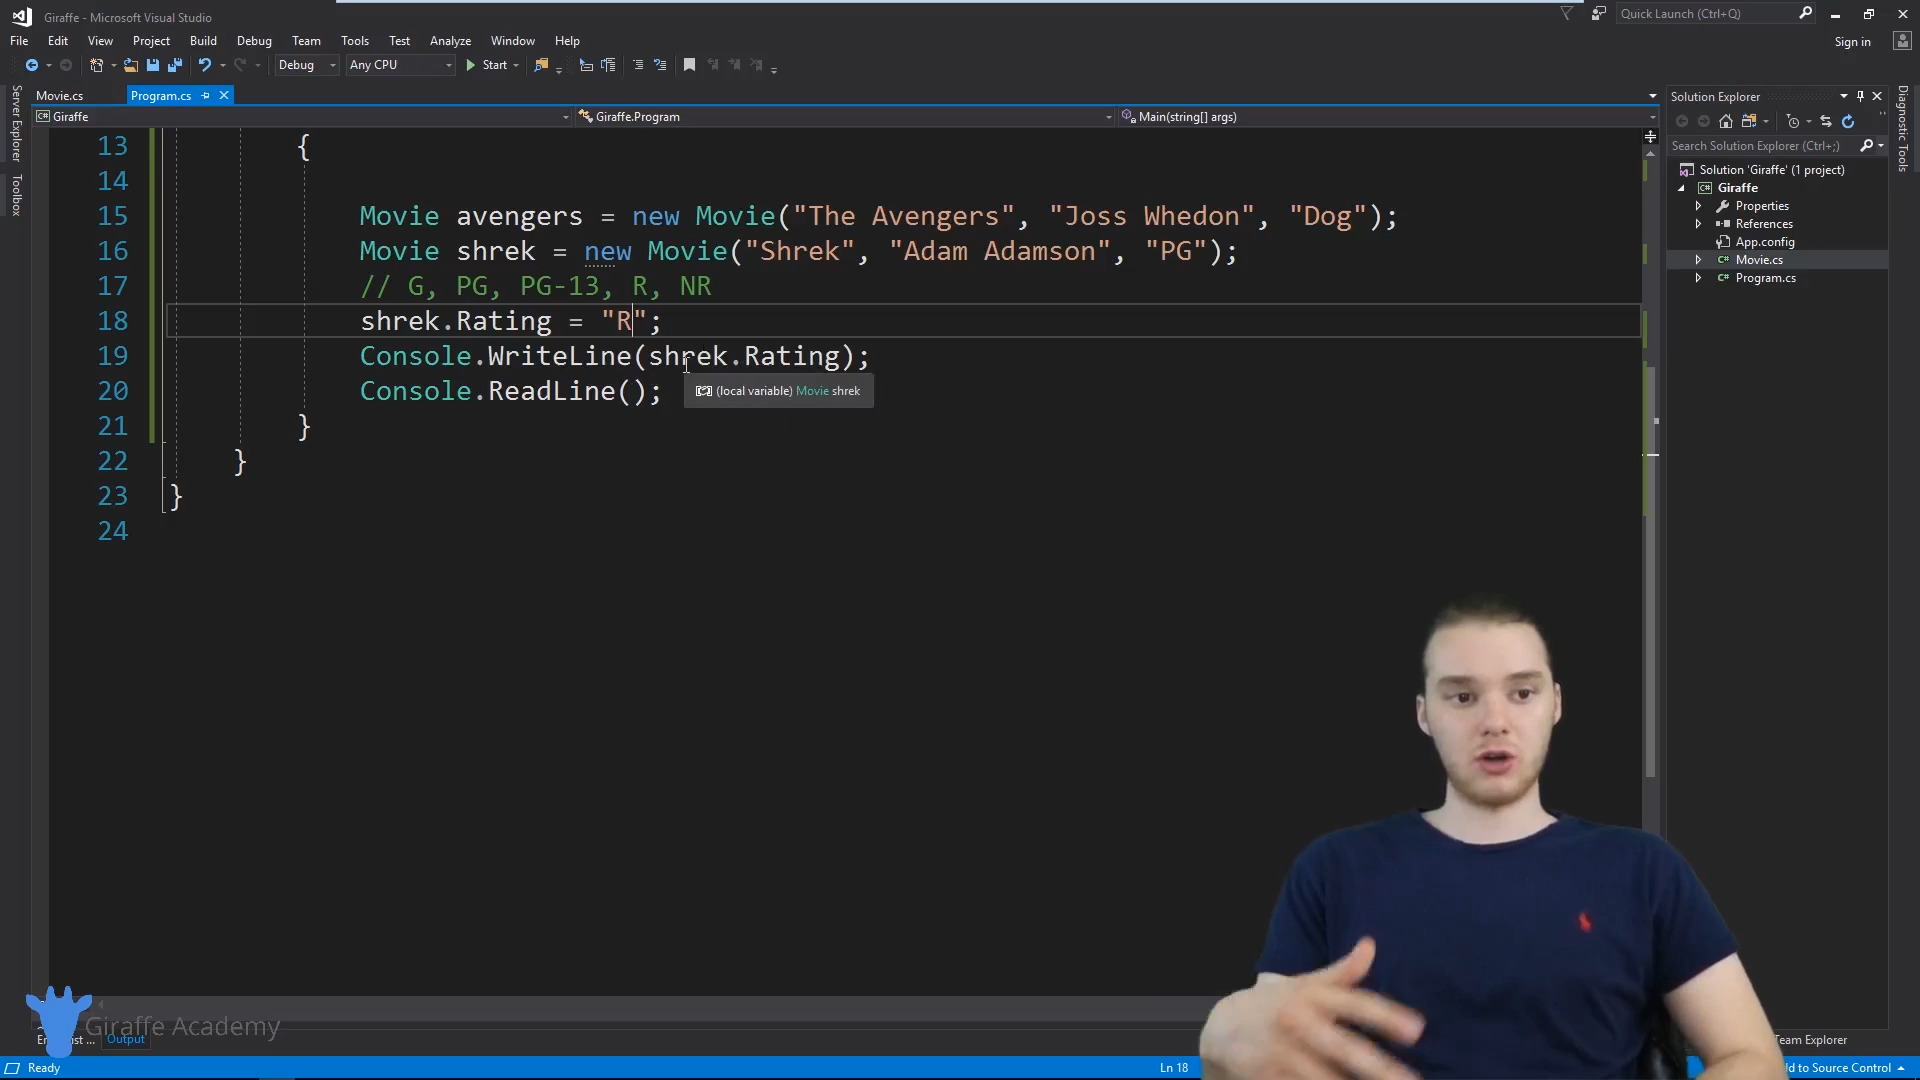 Giraffe - Microsoft Visual Studio
Quick Launch (Ctrl+Q)
File Edit View Project Build Debug Team Tools Test Analyze Window Help
Sign in
Debug Any CPU Start
Server Explorer
Toolbox
Movie.cs Program.cs
Giraffe Giraffe.Program Main(string[] args)
13 {
14
15 Movie avengers = new Movie("The Avengers", "Joss Whedon", "Dog");
16 Movie shrek = new Movie("Shrek", "Adam Adamson", "PG");
17 // G, PG, PG-13, R, NR
18 shrek.Rating = "R";
19 Console.WriteLine(shrek.Rating);
20 Console.ReadLine();
(local variable) Movie shrek
21 }
22 }
23 }
24
Solution Explorer
Search Solution Explorer (Ctrl+;)
Solution 'Giraffe' (1 project)
C# Giraffe
Properties
References
App.config
C# Movie.cs
C# Program.cs
Diagnostic Tools
Giraffe Academy
Output
Team Explorer
Ready
Ln 18
to Source Control